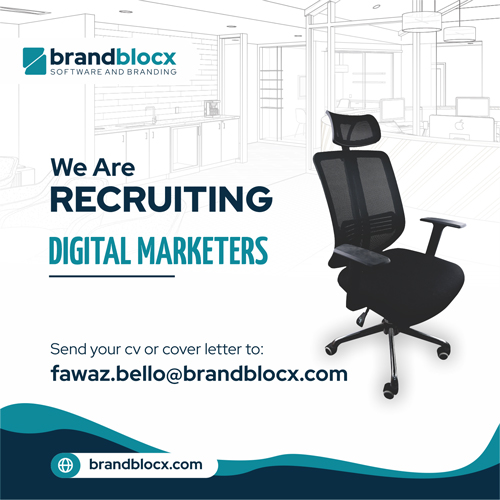 brandblocx
SOFTWARE AND BRANDING
We Are
RECRUITING
DIGITAL MARKETERS
Send your cv or cover letter to:
fawaz.bello@brandblocx.com
brandblocx.com